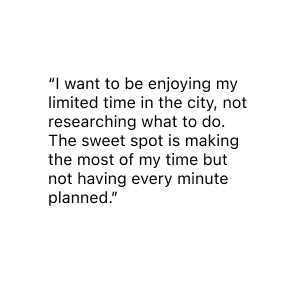 “I want to be enjoying my
limited time in the city, not
researching what to do.
The sweet spot is making
the most of my time but
not having every minute
planned.”